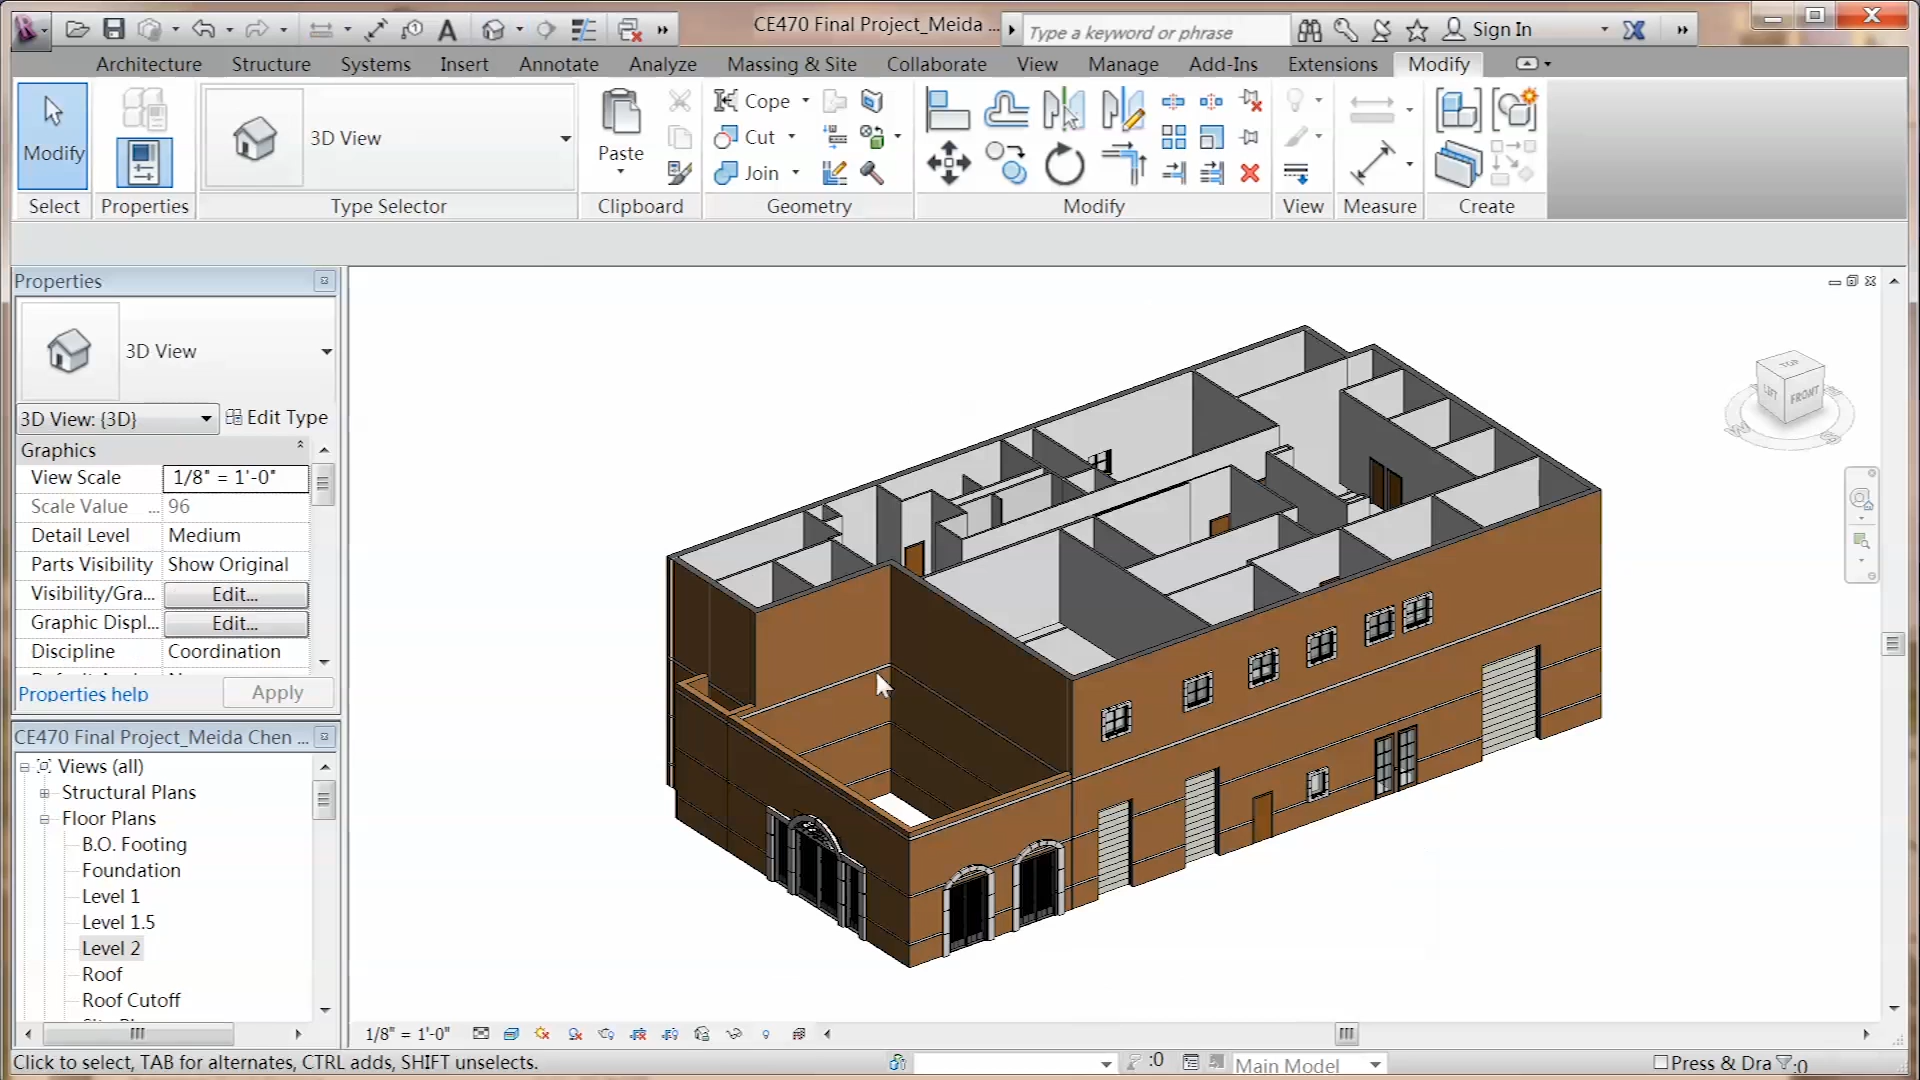 CE470 Final Project_Meida ...
Type a keyword or phrase
Sign In
Architecture Structure Systems Insert Annotate Analyze Massing & Site Collaborate View Manage Add-Ins Extensions Modify
Modify
3D View
Paste
Cope
Cut
Join
Select Properties Type Selector Clipboard Geometry Modify View Measure Create
Properties
3D View
3D View: {3D} Edit Type
Graphics
View Scale 1/8" = 1'-0"
Scale Value ... 96
Detail Level Medium
Parts Visibility Show Original
Visibility/Gra... Edit...
Graphic Displ... Edit...
Discipline Coordination
Properties help Apply
CE470 Final Project_Meida Chen ...
Views (all)
Structural Plans
Floor Plans
B.O. Footing
Foundation
Level 1
Level 1.5
Level 2
Roof
Roof Cutoff
TOP
LEFT FRONT
W S
1/8" = 1'-0"
Click to select, TAB for alternates, CTRL adds, SHIFT unselects.
:0
Main Model
Press & Dra
:0